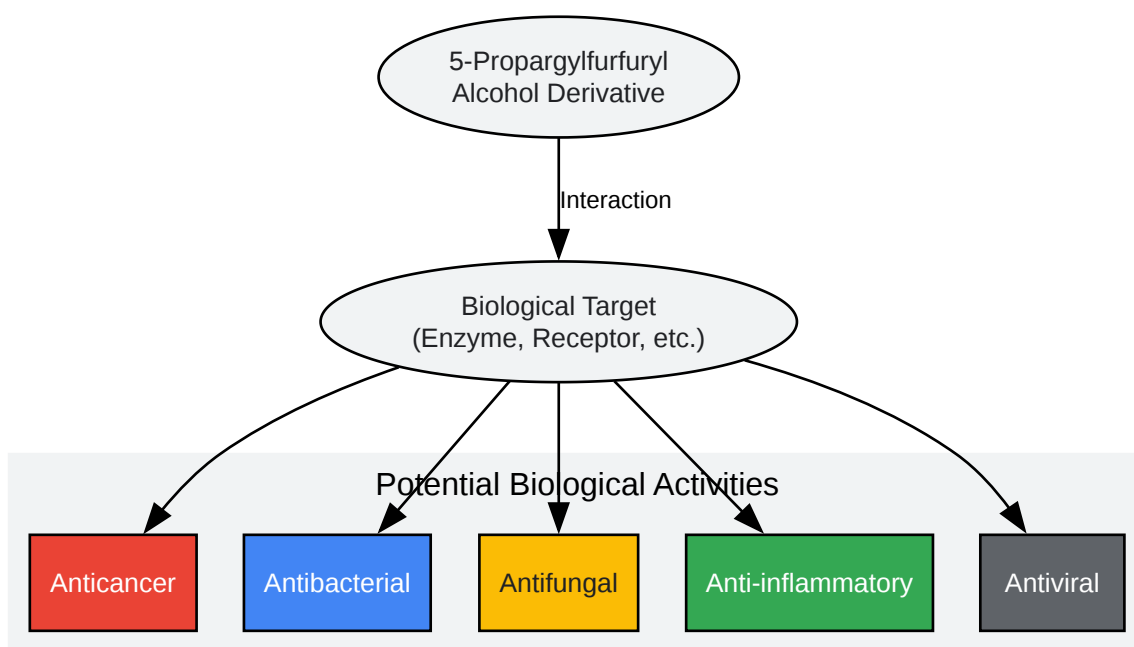 5-Propargylfurfuryl
Alcohol Derivative
Interaction
Biological Target
(Enzyme, Receptor, etc.)
Potential Biological Activities
Anticancer
Antibacterial
Antifungal
Anti-inflammatory
Antiviral